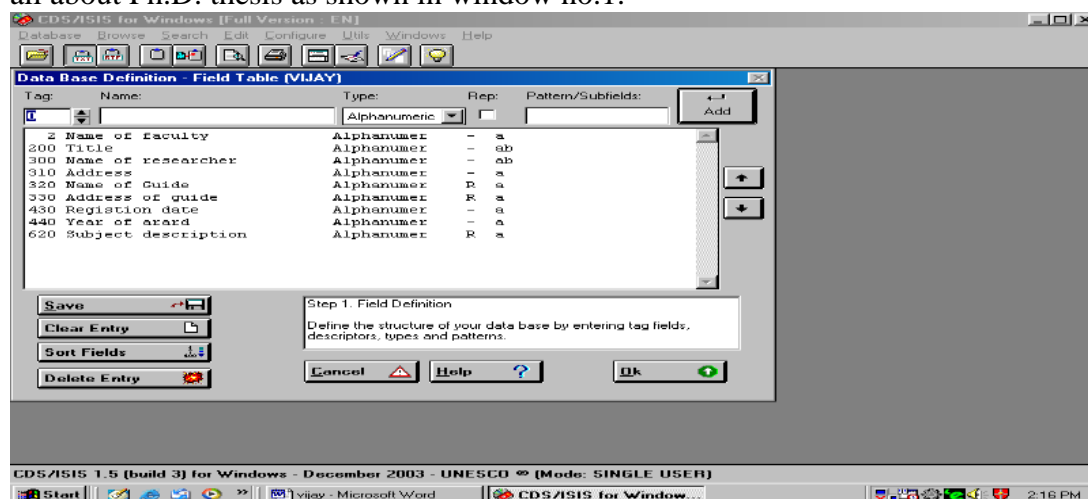 all about Ph.D. thesis as shown in window no.1.
CDS/ISIS for Windows [Full Version : EN]
Database Browse Search Edit Configure Utils Windows Help
Data Base Definition - Field Table (VIJAY)
Tag: Name: Type: Rep: Pattern/Subfields:
Alphanumeric Add
2 Name of faculty Alphanumer - a
200 Title Alphanumer - ab
300 Name of researcher Alphanumer - ab
310 Address Alphanumer - a
320 Name of Guide Alphanumer R a
330 Address of guide Alphanumer R a
430 Registion date Alphanumer - a
440 Year of arard Alphanumer - a
620 Subject description Alphanumer R a
Save
Clear Entry
Sort Fields
Delete Entry
Step 1. Field Definition
Define the structure of your data base by entering tag fields,
descriptors, types and patterns.
Cancel Help ? Ok
CDS/ISIS 1.5 (build 3) for Windows - December 2003 - UNESCO (Mode: SINGLE USER)
Start » vijay - Microsoft Word CDS/ISIS for Window... 2:16 PM